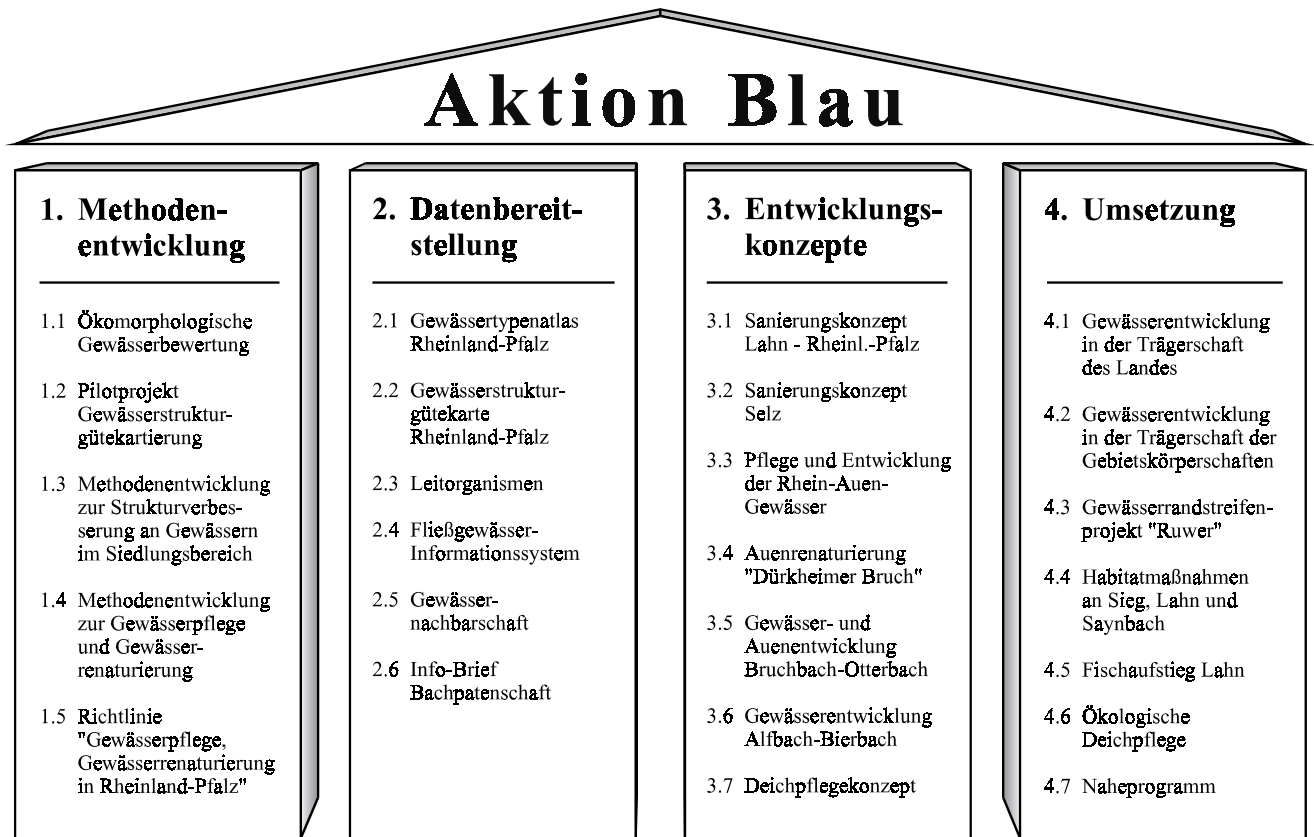 Aktion Blau
1. Methoden-
entwicklung
1.1 Ökomorphologische
Gewässerbewertung
1.2 Pilotprojekt
Gewässerstruktur-
gütekartierung
1.3 Methodenentwicklung
zur Strukturverbes-
serung an Gewässern
im Siedlungsbereich
1.4 Methodenentwicklung
zur Gewässerpflege
und Gewässer-
renaturierung
1.5 Richtlinie
"Gewässerpflege,
Gewässerrenaturierung
in Rheinland-Pfalz"
2. Datenbereit-
stellung
2.1 Gewässertypenatlas
Rheinland-Pfalz
2.2 Gewässerstruktur-
gütekarte
Rheinland-Pfalz
2.3 Leitorganismen
2.4 Fließgewässer-
Informationssystem
2.5 Gewässer-
nachbarschaft
2.6 Info-Brief
Bachpatenschaft
3. Entwicklungs-
konzepte
3.1 Sanierungskonzept
Lahn - Rheinl.-Pfalz
3.2 Sanierungskonzept
Selz
3.3 Pflege und Entwicklung
der Rhein-Auen-
Gewässer
3.4 Auenrenaturierung
"Dürkheimer Bruch"
3.5 Gewässer- und
Auenentwicklung
Bruchbach-Otterbach
3.6 Gewässerentwicklung
Alfbach-Bierbach
3.7 Deichpflegekonzept
4. Umsetzung
4.1 Gewässerentwicklung
in der Trägerschaft
des Landes
4.2 Gewässerentwicklung
in der Trägerschaft der
Gebietskörperschaften
4.3 Gewässerrandstreifen-
projekt "Ruwer"
4.4 Habitatmaßnahmen
an Sieg, Lahn und
Saynbach
4.5 Fischaufstieg Lahn
4.6 Ökologische
Deichpflege
4.7 Naheprogramm